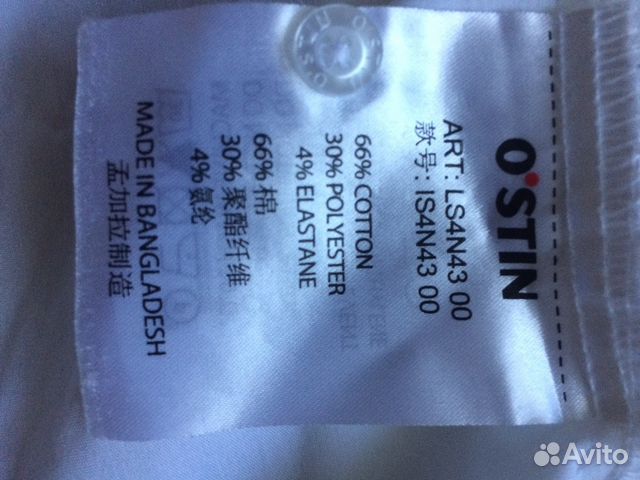 O'STIN
ART: LS4N43 00
款号: IS4N43 00
66% COTTON
30% POLYESTER
4% ELASTANE
66% 棉
30% 聚酯纤维
4% 氨纶
MADE IN BANGLADESH
孟加拉制造
Avito